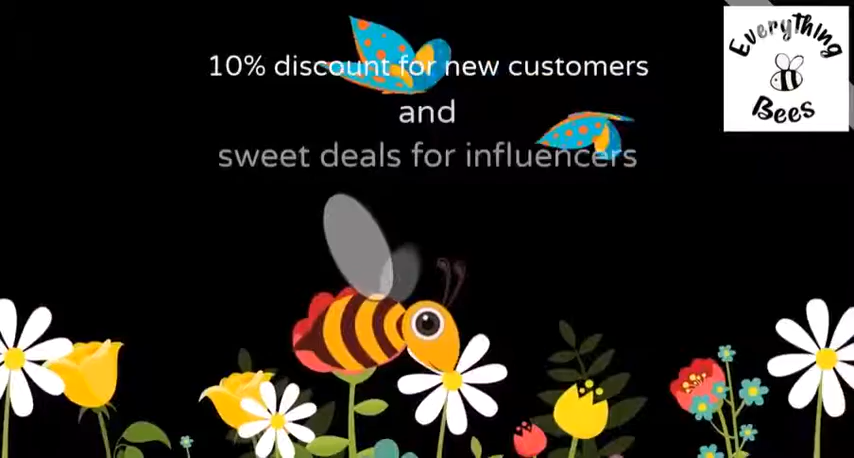 10% discount for new customers
and
sweet deals for influencers
Everything
Bees